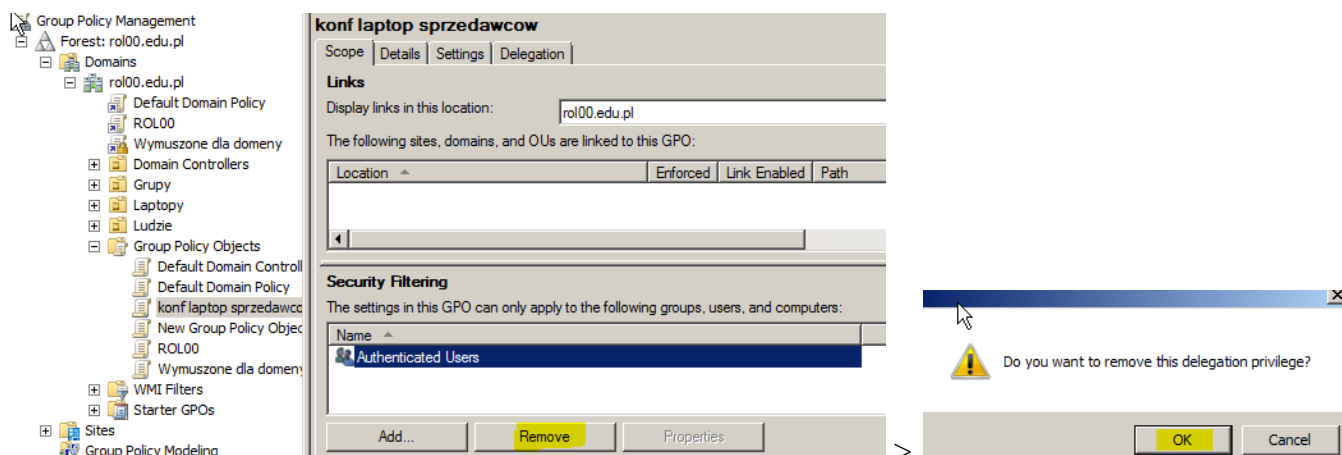 Group Policy Management
Forest: rol00.edu.pl
Domains
rol00.edu.pl
Default Domain Policy
ROL00
Wymuszone dla domeny
Domain Controllers
Grupy
Laptopy
Ludzie
Group Policy Objects
Default Domain Controll
Default Domain Policy
konf laptop sprzedawcc
New Group Policy Objec
ROL00
Wymuszone dla domeny
WMI Filters
Starter GPOs
Sites
Group Policy Modeling
konf laptop sprzedawcow
Scope Details Settings Delegation
Links
Display links in this location: rol00.edu.pl
The following sites, domains, and OUs are linked to this GPO:
Location Enforced Link Enabled Path
Security Filtering
The settings in this GPO can only apply to the following groups, users, and computers:
Name
Authenticated Users
Add... Remove Properties
>
Do you want to remove this delegation privilege?
OK Cancel